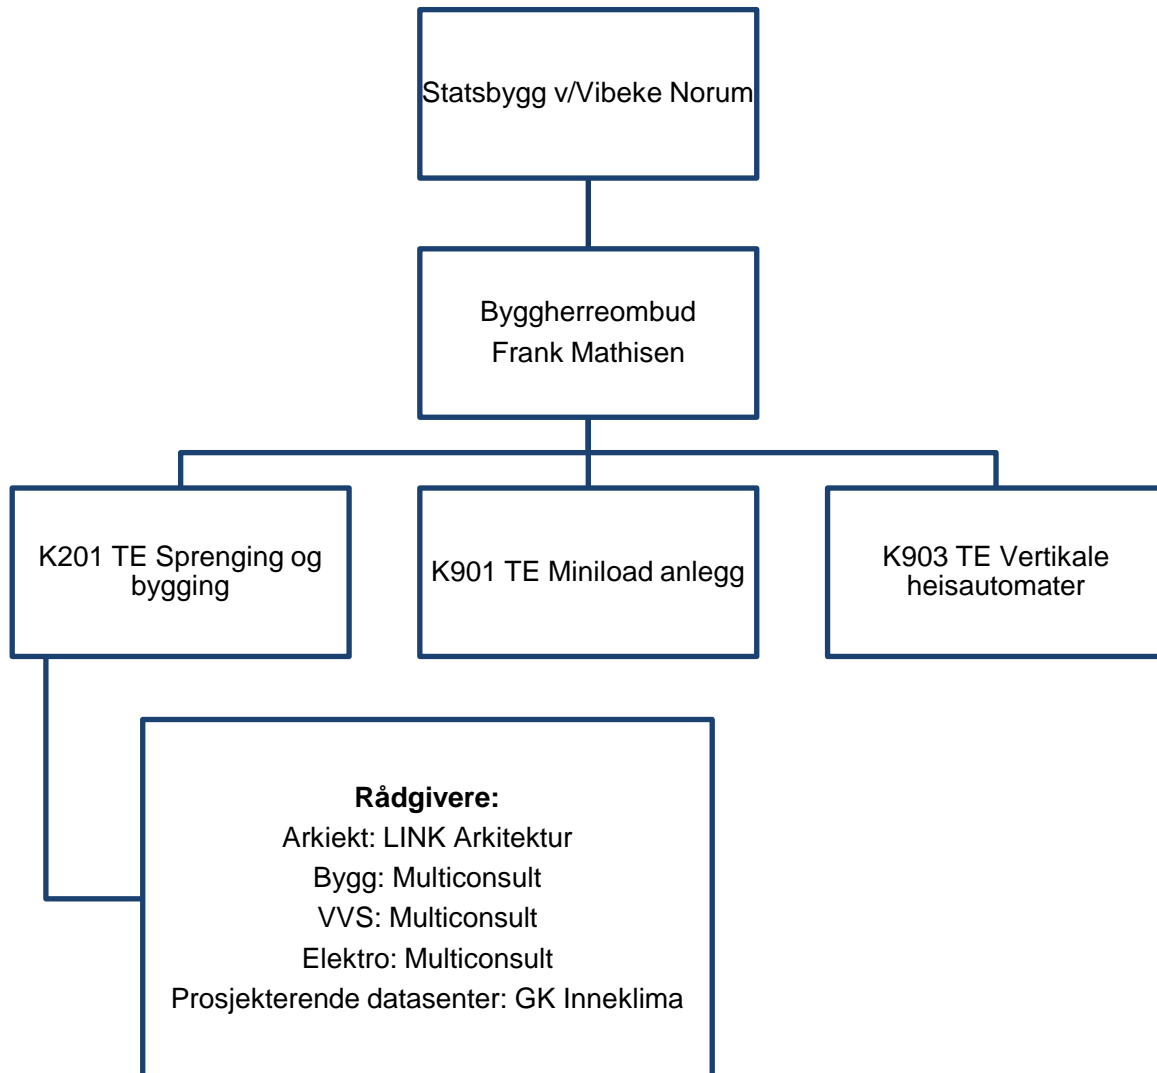 Statsbygg v/Vibeke Norum
Byggherreombud
Frank Mathisen
K201 TE Sprenging og
bygging
K901 TE Miniload anlegg
K903 TE Vertikale
heisautomater
Rådgivere:
Arkiekt: LINK Arkitektur
Bygg: Multiconsult
VVS: Multiconsult
Elektro: Multiconsult
Prosjekterende datasenter: GK Inneklima